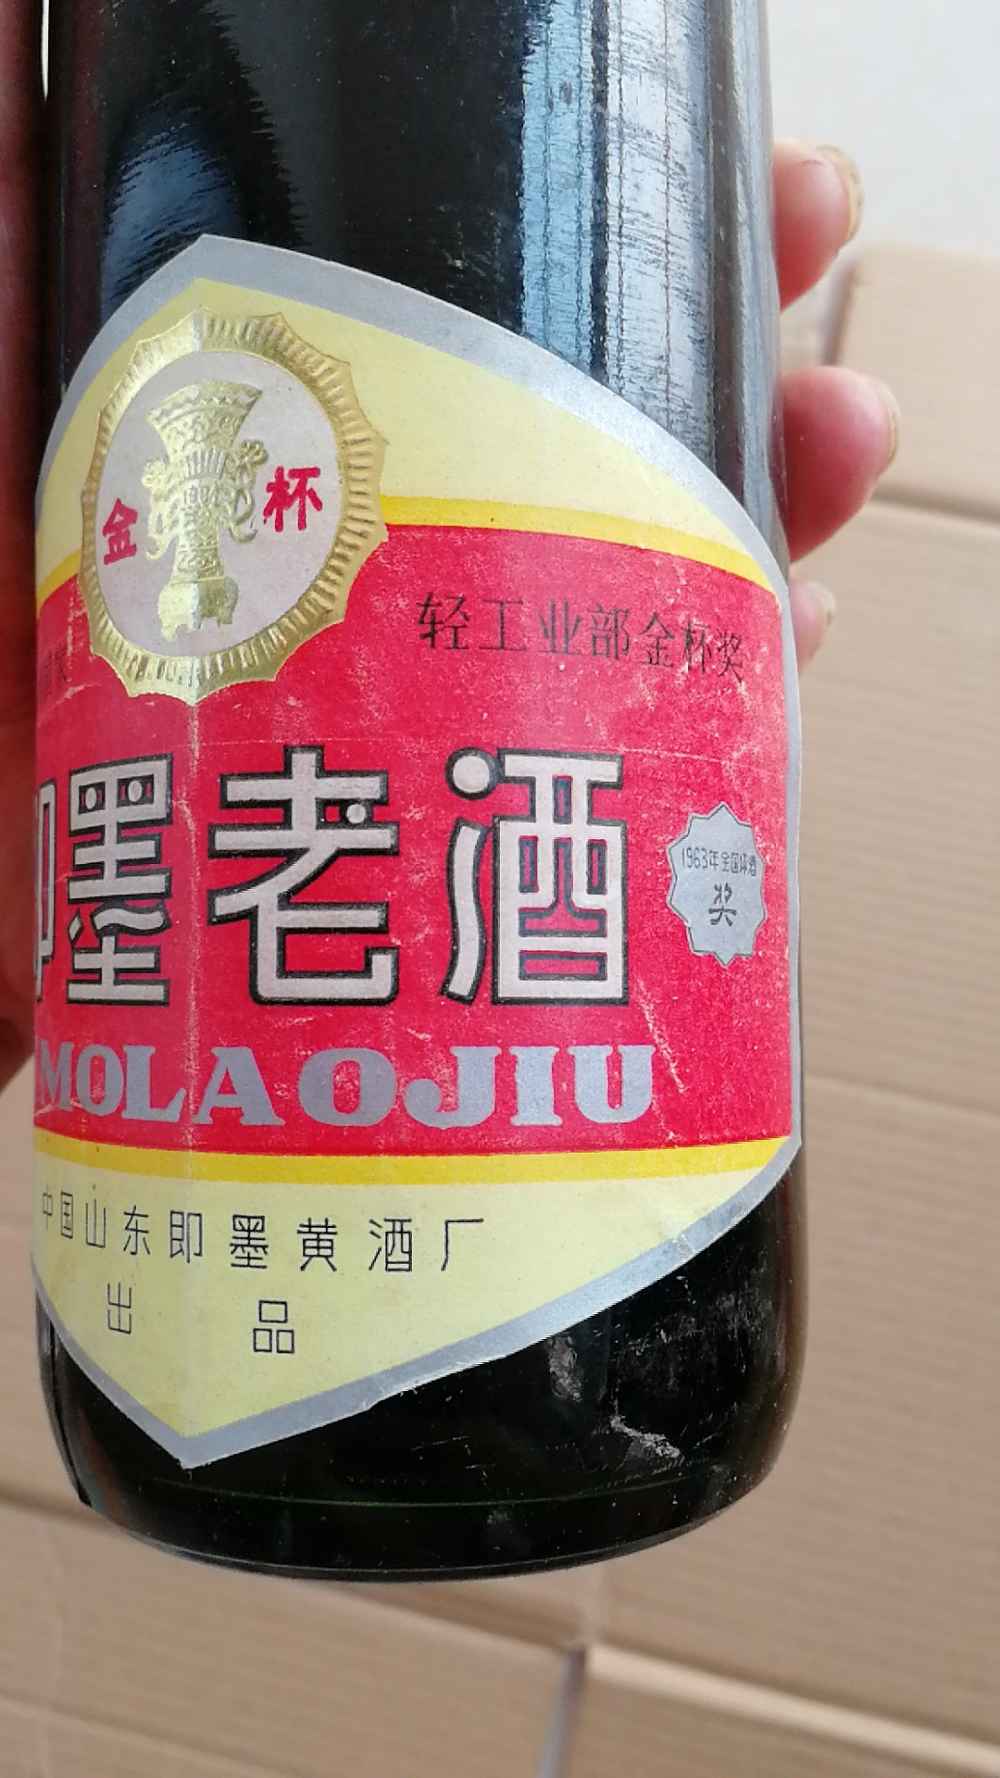 金 杯
轻工业部金杯奖
即墨老酒
1963年全国评酒
奖
MOLAOJIU
中国山东即墨黄酒厂
出 品